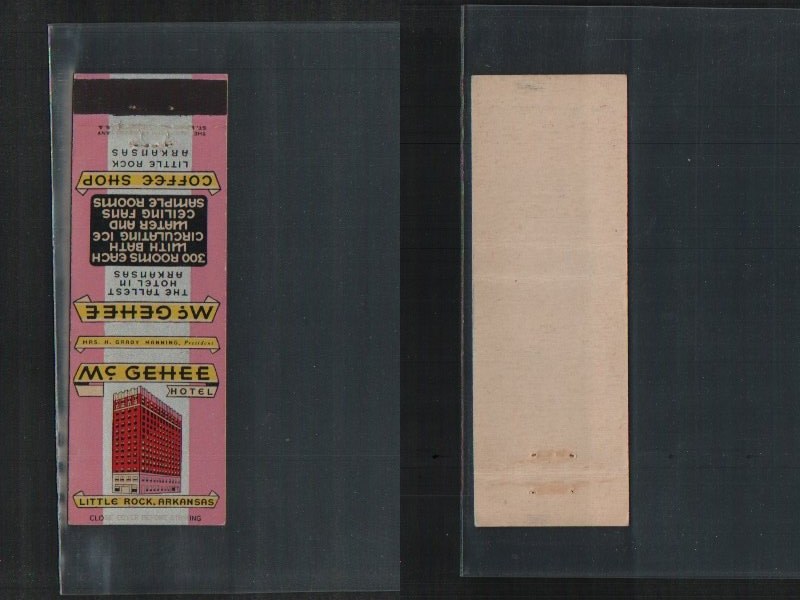 McGEHEE
HOTEL
LITTLE ROCK, ARKANSAS
CLOSE COVER BEFORE STRIKING
MRS. H. GRADY MANNING, President
McGEHEE
THE TALLEST
HOTEL IN
ARKANSAS
300 ROOMS EACH
WITH BATH
CIRCULATING ICE
WATER AND
CEILING FANS
SAMPLE ROOMS
COFFEE SHOP
LITTLE ROCK
ARKANSAS